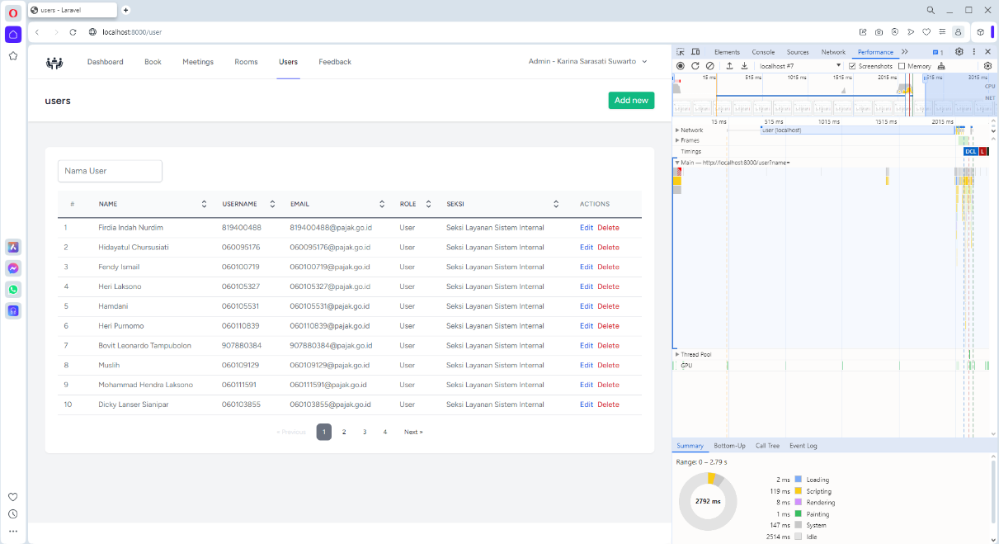 users - Laravel
localhost:8000/user
Dashboard Book Meetings Rooms Users Feedback Admin - Karina Sarasati Suwarto
users
Add new
Nama User
# NAME USERNAME EMAIL ROLE SEKSI ACTIONS
1 Firdia Indah Nurdim 819400488 819400488@pajak.go.id User Seksi Layanan Sistem Internal Edit Delete
2 Hidayatul Chursusiati 060095176 060095176@pajak.go.id User Seksi Layanan Sistem Internal Edit Delete
3 Fendy Ismail 060100719 060100719@pajak.go.id User Seksi Layanan Sistem Internal Edit Delete
4 Heri Laksono 060105327 060105327@pajak.go.id User Seksi Layanan Sistem Internal Edit Delete
5 Hamdani 060105531 060105531@pajak.go.id User Seksi Layanan Sistem Internal Edit Delete
6 Heri Purnomo 060110839 060110839@pajak.go.id User Seksi Layanan Sistem Internal Edit Delete
7 Bovit Leonardo Tampubolon 907880384 907880384@pajak.go.id User Seksi Layanan Sistem Internal Edit Delete
8 Muslih 060109129 060109129@pajak.go.id User Seksi Layanan Sistem Internal Edit Delete
9 Mohammad Hendra Laksono 060111591 060111591@pajak.go.id User Seksi Layanan Sistem Internal Edit Delete
10 Dicky Lanser Sianipar 060103855 060103855@pajak.go.id User Seksi Layanan Sistem Internal Edit Delete
« Previous 1 2 3 4 Next »
Elements Console Sources Network Performance 1
localhost #7 Screenshots Memory
15 ms 515 ms 1015 ms 1515 ms 2015 ms 3015 ms
CPU
NET
15 ms 515 ms 1015 ms 1515 ms 2015 ms
Network user (localhost)
Frames
Timings DCL L
Main — http://localhost:8000/user?name=
Thread Pool
GPU
Summary Bottom-Up Call Tree Event Log
Range: 0 – 2.79 s
2792 ms
2 ms Loading
119 ms Scripting
8 ms Rendering
1 ms Painting
147 ms System
2514 ms Idle